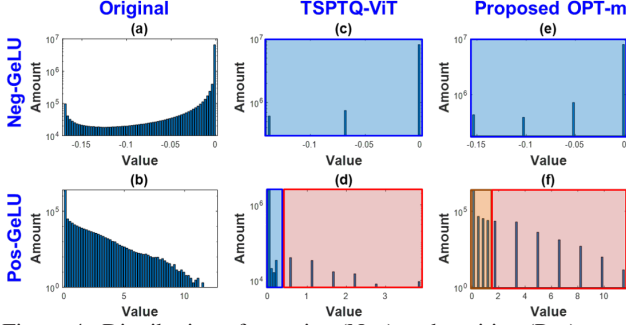 Original
TSPTQ-ViT
Proposed OPT-m
Neg-GeLU
(a)
Amount
10^7
10^6
10^5
10^4
-0.15
-0.1
-0.05
0
Value
(c)
Amount
10^7
10^6
-0.1
-0.05
0
Value
(e)
Amount
10^7
10^6
-0.15
-0.1
-0.05
0
Value
Pos-GeLU
(b)
Amount
10^5
10^0
0
5
10
Value
(d)
Amount
10^6
10^4
0
1
2
3
Value
(f)
Amount
10^5
10^0
0
2
4
6
8
10
Value